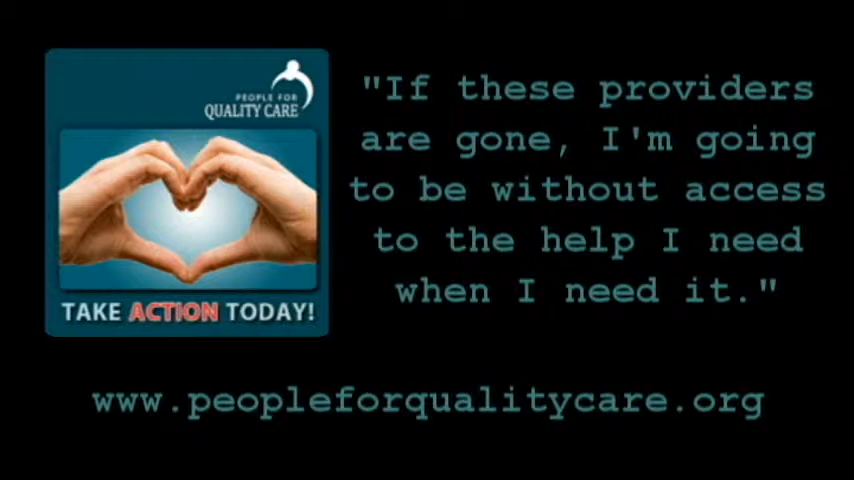 PEOPLE FOR
QUALITY CARE
TAKE ACTION TODAY!
"If these providers
are gone, I'm going
to be without access
to the help I need
when I need it."
www.peopleforqualitycare.org